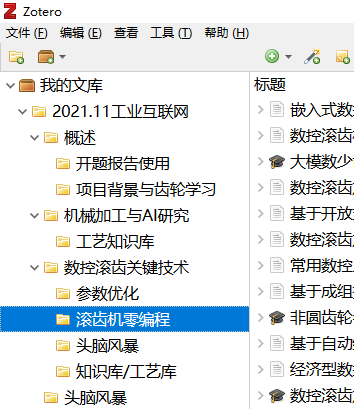 Zotero
文件 (F) 编辑 (E) 查看 工具 (T) 帮助 (H)
我的文库
2021.11工业互联网
概述
开题报告使用
项目背景与齿轮学习
机械加工与AI研究
工艺知识库
数控滚齿关键技术
参数优化
滚齿机零编程
头脑风暴
知识库/工艺库
头脑风暴
标题
嵌入式数
数控滚齿
大模数少
数控滚齿
基于开放
数控滚齿
常用数控
基于成组
非圆齿轮
基于自动
经济型数
数控滚齿